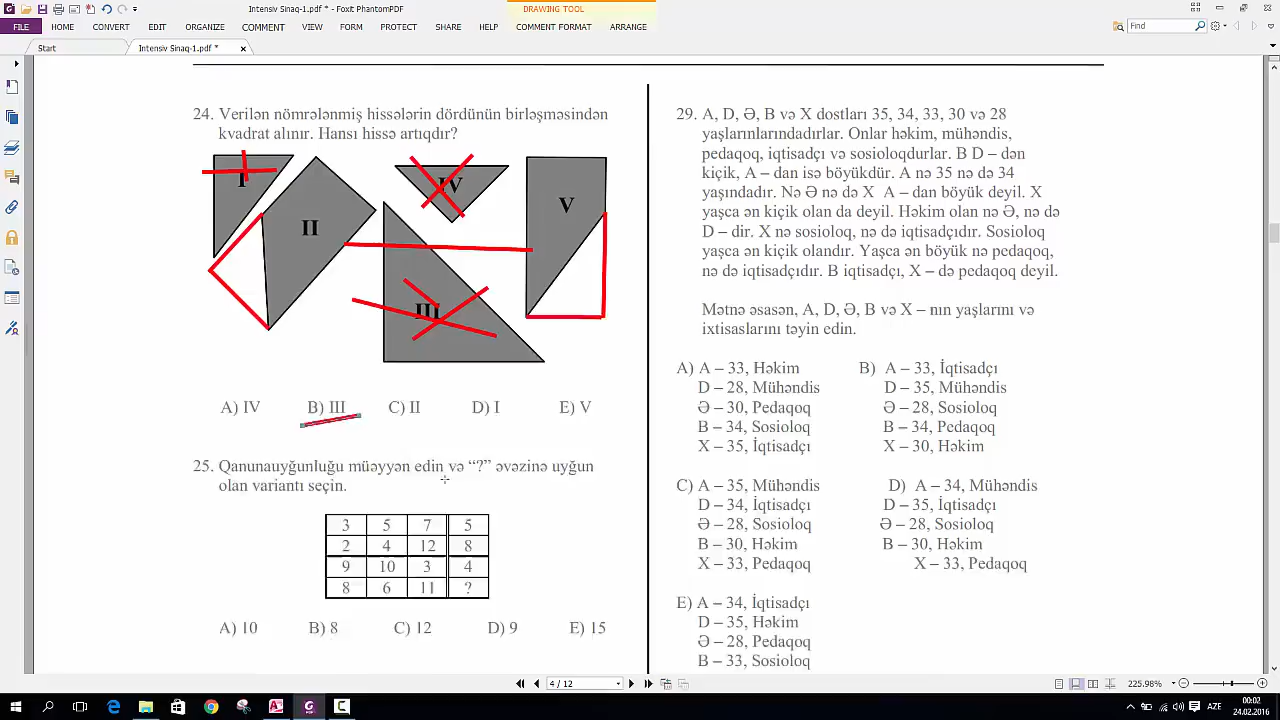 Intensiv Sinaq-1.pdf * - Foxit PhantomPDF
DRAWING TOOL
FILE HOME CONVERT EDIT ORGANIZE COMMENT VIEW FORM PROTECT SHARE HELP COMMENT FORMAT ARRANGE
Find
Start
Intensiv Sinaq-1.pdf *
24. Verilən nömrələnmiş hissələrin dördünün birləşməsindən
kvadrat alınır. Hansı hissə artıqdır?
I
II
III
IV
V
A) IV B) III C) II D) I E) V
25. Qanunauyğunluğu müəyyən edin və “?” əvəzinə uyğun
olan variantı seçin.
3 5 7 5
2 4 12 8
9 10 3 4
8 6 11 ?
A) 10 B) 8 C) 12 D) 9 E) 15
29. A, D, Ə, B və X dostları 35, 34, 33, 30 və 28
yaşlarınlarındadırlar. Onlar həkim, mühəndis,
pedaqoq, iqtisadçı və sosioloqdurlar. B D – dən
kiçik, A – dan isə böyükdür. A nə 35 nə də 34
yaşındadır. Nə Ə nə də X A – dan böyük deyil. X
yaşca ən kiçik olan da deyil. Həkim olan nə Ə, nə də
D – dir. X nə sosioloq, nə də iqtisadçıdır. Sosioloq
yaşca ən kiçik olandır. Yaşca ən böyük nə pedaqoq,
nə də iqtisadçıdır. B iqtisadçı, X – də pedaqoq deyil.
Mətnə əsasən, A, D, Ə, B və X – nın yaşlarını və
ixtisaslarını təyin edin.
A) A – 33, Həkim
D – 28, Mühəndis
Ə – 30, Pedaqoq
B – 34, Sosioloq
X – 35, İqtisadçı
B) A – 33, İqtisadçı
D – 35, Mühəndis
Ə – 28, Sosioloq
B – 34, Pedaqoq
X – 30, Həkim
C) A – 35, Mühəndis
D – 34, İqtisadçı
Ə – 28, Sosioloq
B – 30, Həkim
X – 33, Pedaqoq
D) A – 34, Mühəndis
D – 35, İqtisadçı
Ə – 28, Sosioloq
B – 30, Həkim
X – 33, Pedaqoq
E) A – 34, İqtisadçı
D – 35, Həkim
Ə – 28, Pedaqoq
B – 33, Sosioloq
4 / 12
225.98%
AZE
00:02
24.02.2016